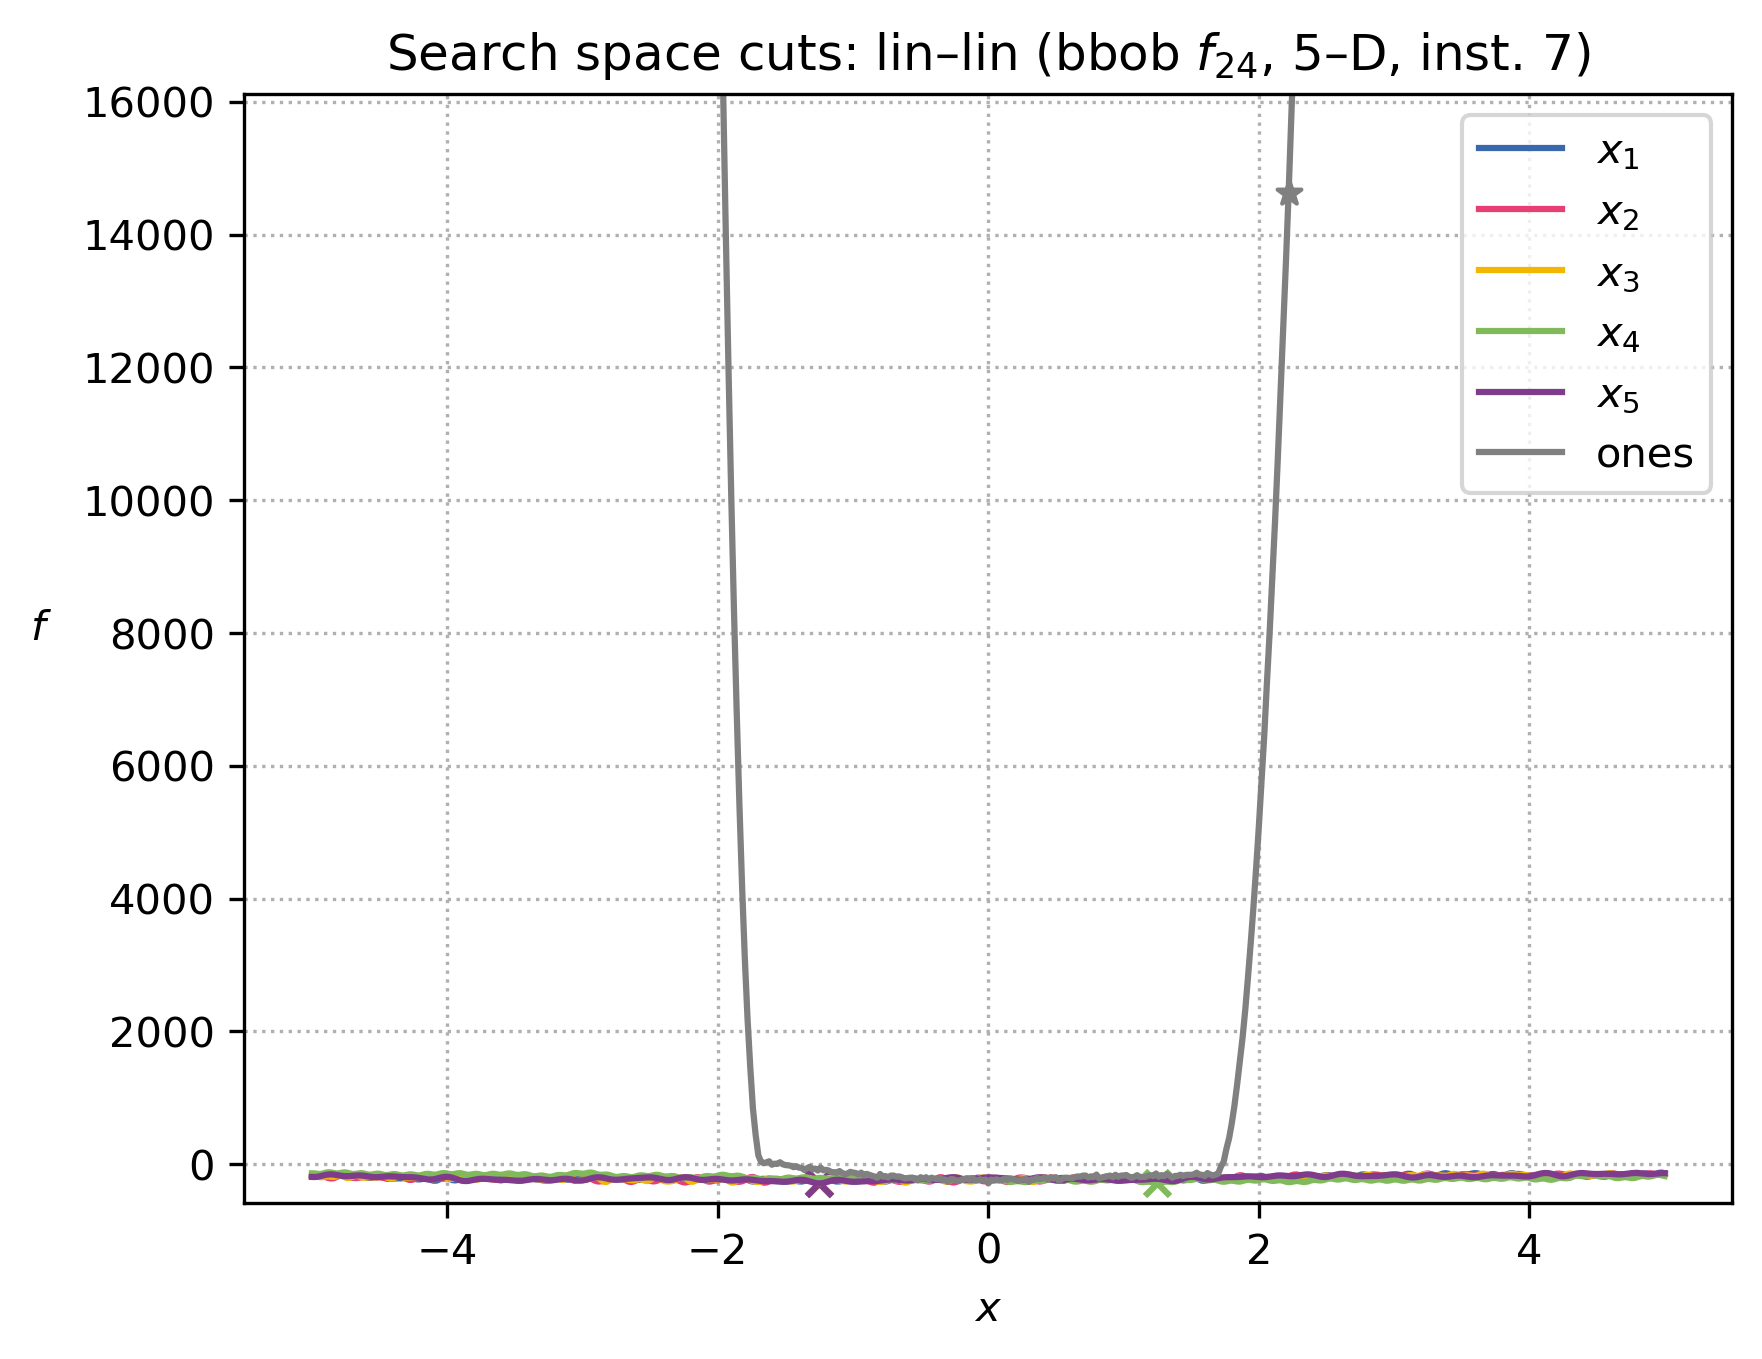 Search space cuts: lin–lin (bbob f₂₄, 5–D, inst. 7)
16000
14000
12000
10000
8000
6000
4000
2000
0
f
−4
−2
0
2
4
x
x₁
x₂
x₃
x₄
x₅
ones